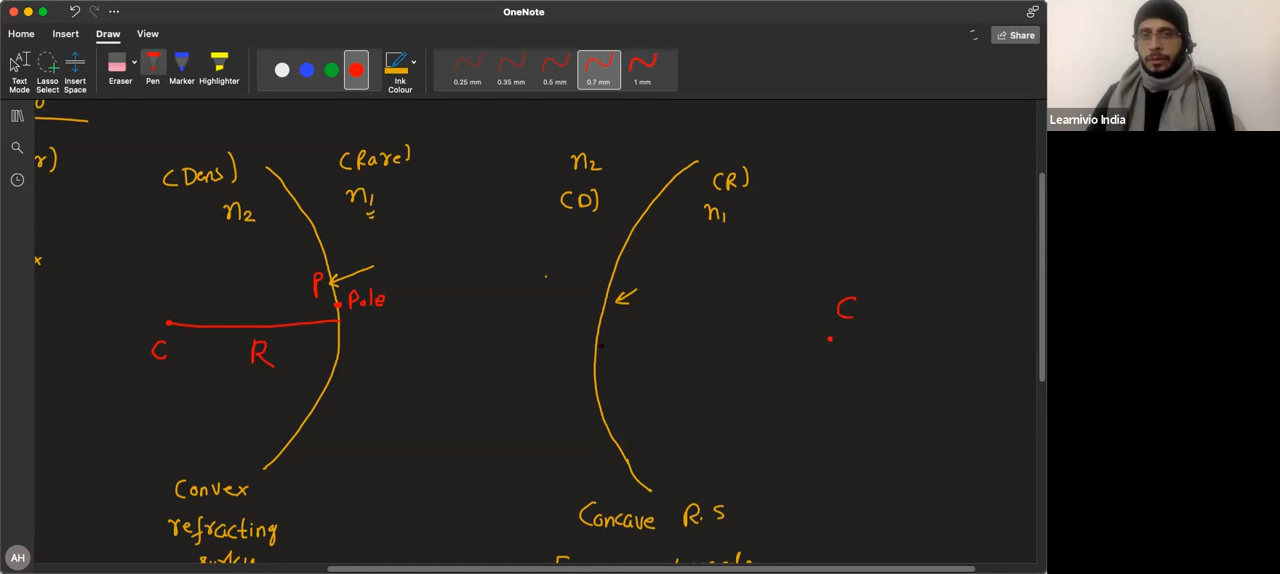 OneNote
Home Insert Draw View
Share
Text Mode
Lasso Select
Insert Space
Eraser
Pen
Marker
Highlighter
Ink Colour
0.25 mm 0.35 mm 0.5 mm 0.7 mm 1 mm
Learnivio India
(Dens)
n2
(Rare)
n1
P
Pole
C
R
Convex
refracting
n2
(D)
(R)
n1
C
Concave R.S
AH